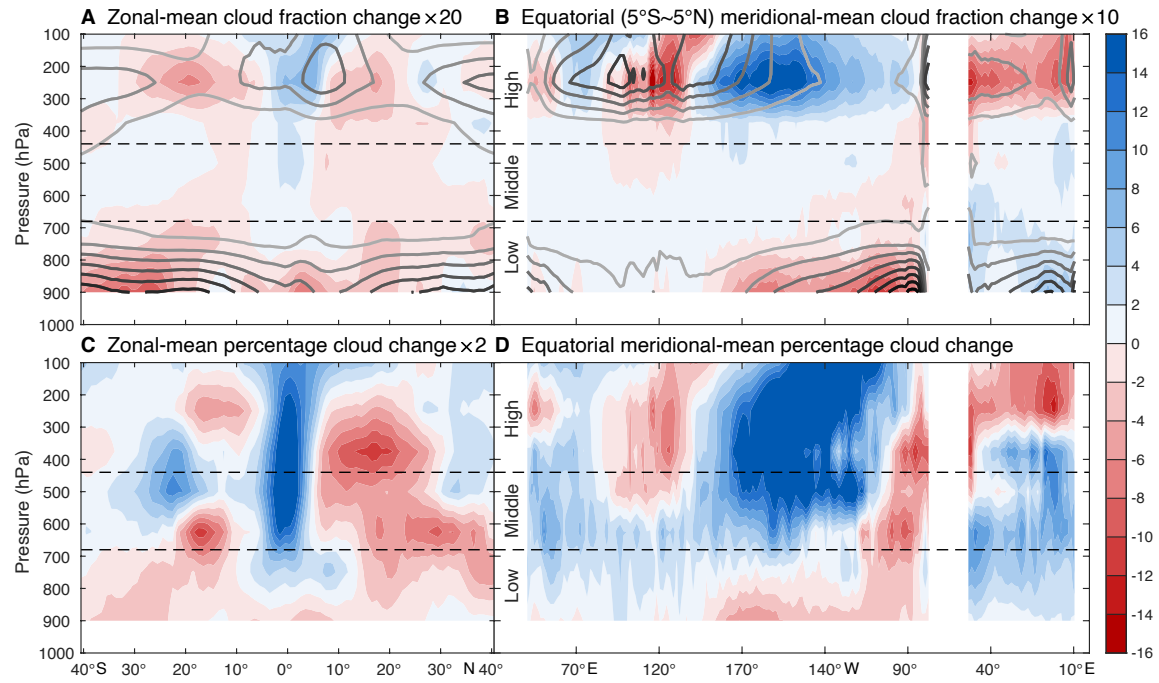 A Zonal-mean cloud fraction change ×20
B Equatorial (5°S~5°N) meridional-mean cloud fraction change ×10
100
200
300
400
500
600
700
800
900
1000
Pressure (hPa)
High
Middle
Low
16
14
12
10
8
6
4
2
0
-2
-4
-6
-8
-10
-12
-14
-16
C Zonal-mean percentage cloud change ×2
D Equatorial meridional-mean percentage cloud change
100
200
300
400
500
600
700
800
900
1000
Pressure (hPa)
High
Middle
Low
40°S 30° 20° 10° 0° 10° 20° 30° N 40°
70°E 120° 170° 140°W 90° 40° 10°E